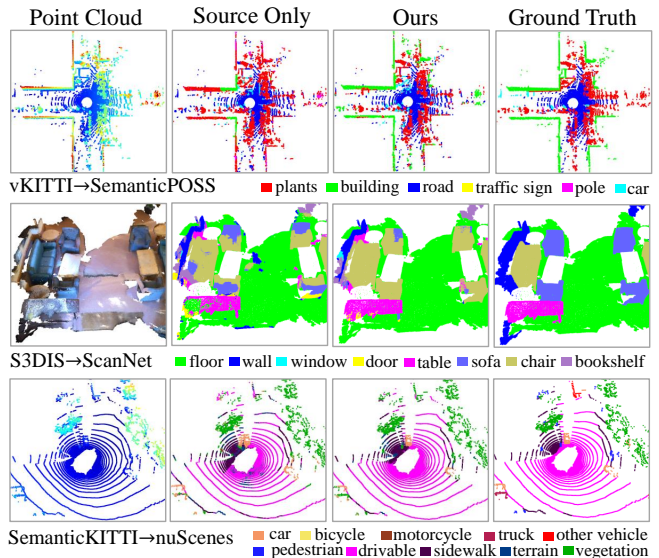 Point Cloud Source Only Ours Ground Truth
vKITTI→SemanticPOSS plants building road traffic sign pole car
S3DIS→ScanNet floor wall window door table sofa chair bookshelf
SemanticKITTI→nuScenes car bicycle motorcycle truck other vehicle
pedestrian drivable sidewalk terrain vegetation